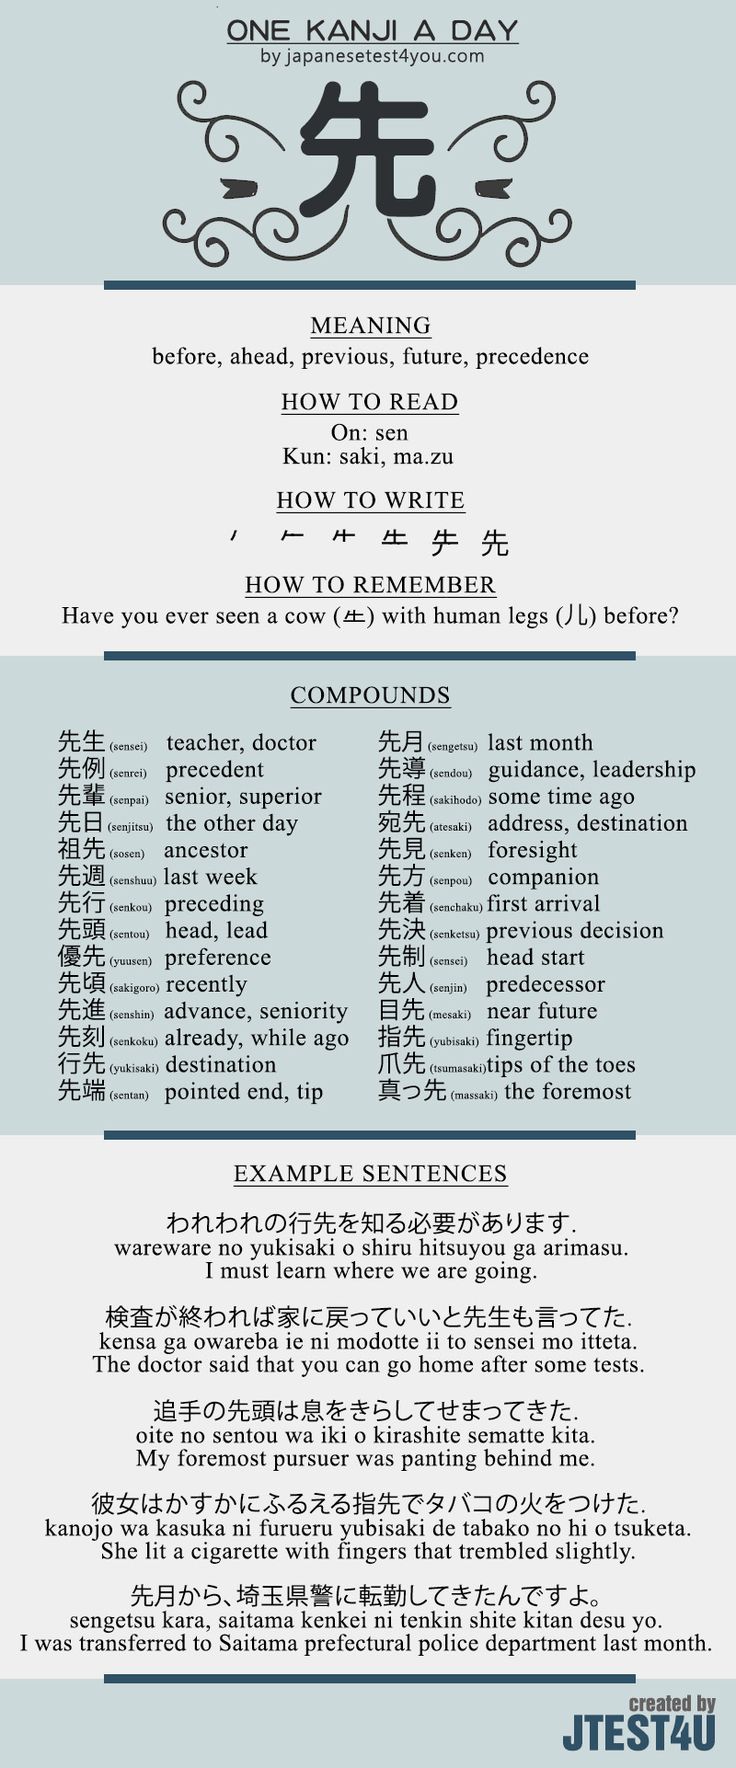 ONE KANJI A DAY
by japanesetest4you.com
先
MEANING
before, ahead, previous, future, precedence
HOW TO READ
On: sen
Kun: saki, ma.zu
HOW TO WRITE
先
HOW TO REMEMBER
Have you ever seen a cow (⺧) with human legs (儿) before?
COMPOUNDS
先生 (sensei) teacher, doctor
先例 (senrei) precedent
先輩 (senpai) senior, superior
先日 (senjitsu) the other day
祖先 (sosen) ancestor
先週 (senshuu) last week
先行 (senkou) preceding
先頭 (sentou) head, lead
優先 (yuusen) preference
先頃 (sakigoro) recently
先進 (senshin) advance, seniority
先刻 (senkoku) already, while ago
行先 (yukisaki) destination
先端 (sentan) pointed end, tip
先月 (sengetsu) last month
先導 (sendou) guidance, leadership
先程 (sakihodo) some time ago
宛先 (atesaki) address, destination
先見 (senken) foresight
先方 (senpou) companion
先着 (senchaku) first arrival
先決 (senketsu) previous decision
先制 (sensei) head start
先人 (senjin) predecessor
目先 (mesaki) near future
指先 (yubisaki) fingertip
爪先 (tsumasaki) tips of the toes
真っ先 (massaki) the foremost
EXAMPLE SENTENCES
われわれの行先を知る必要があります.
wareware no yukisaki o shiru hitsuyou ga arimasu.
I must learn where we are going.
検査が終われば家に戻っていいと先生も言ってた.
kensa ga owareba ie ni modotte ii to sensei mo itteta.
The doctor said that you can go home after some tests.
追手の先頭は息をきらしてせまってきた.
oite no sentou wa iki o kirashite sematte kita.
My foremost pursuer was panting behind me.
彼女はかすかにふるえる指先でタバコの火をつけた.
kanojo wa kasuka ni furueru yubisaki de tabako no hi o tsuketa.
She lit a cigarette with fingers that trembled slightly.
先月から、埼玉県警に転勤してきたんですよ。
sengetsu kara, saitama kenkei ni tenkin shite kitan desu yo.
I was transferred to Saitama prefectural police department last month.
created by
JTEST4U